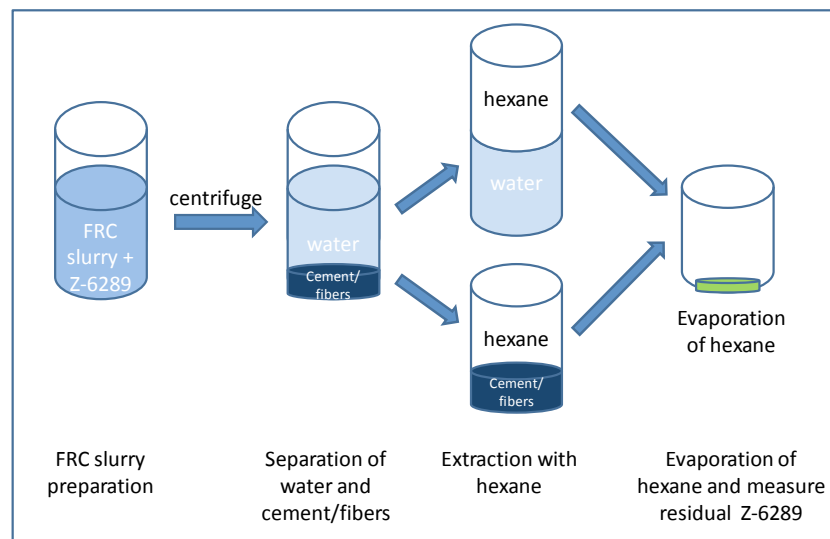 FRC
slurry +
Z-6289
centrifuge
water
Cement/
fibers
hexane
water
hexane
Cement/
fibers
Evaporation
of hexane
FRC slurry
preparation
Separation of
water and
cement/fibers
Extraction with
hexane
Evaporation of
hexane and measure
residual Z-6289